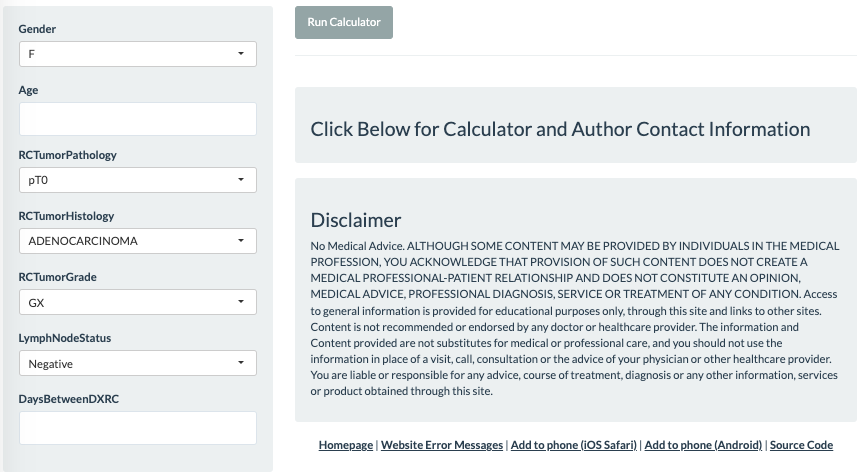 Gender
F
Age
RCTumorPathology
pT0
RCTumorHistology
ADENOCARCINOMA
RCTumorGrade
GX
LymphNodeStatus
Negative
DaysBetweenDXRC
Run Calculator
Click Below for Calculator and Author Contact Information
Disclaimer
No Medical Advice. ALTHOUGH SOME CONTENT MAY BE PROVIDED BY INDIVIDUALS IN THE MEDICAL
PROFESSION, YOU ACKNOWLEDGE THAT PROVISION OF SUCH CONTENT DOES NOT CREATE A
MEDICAL PROFESSIONAL-PATIENT RELATIONSHIP AND DOES NOT CONSTITUTE AN OPINION,
MEDICAL ADVICE, PROFESSIONAL DIAGNOSIS, SERVICE OR TREATMENT OF ANY CONDITION. Access
to general information is provided for educational purposes only, through this site and links to other sites.
Content is not recommended or endorsed by any doctor or healthcare provider. The information and
Content provided are not substitutes for medical or professional care, and you should not use the
information in place of a visit, call, consultation or the advice of your physician or other healthcare provider.
You are liable or responsible for any advice, course of treatment, diagnosis or any other information, services
or product obtained through this site.
Homepage | Website Error Messages | Add to phone (iOS Safari) | Add to phone (Android) | Source Code